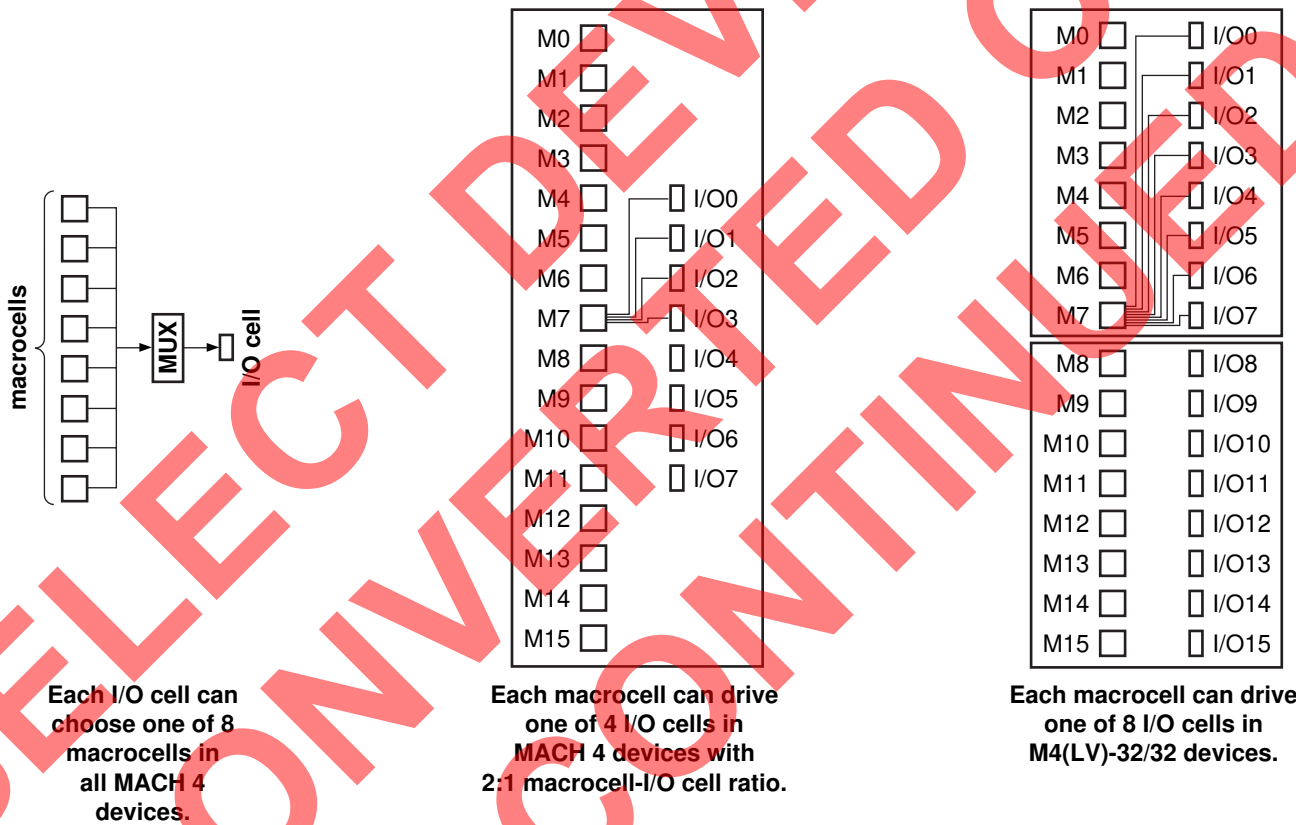 macrocells
MUX
I/O cell
Each I/O cell can
choose one of 8
macrocells in
all MACH 4
devices.
M0
M1
M2
M3
M4
I/O0
M5
I/O1
M6
I/O2
M7
I/O3
M8
I/O4
M9
I/O5
M10
I/O6
M11
I/O7
M12
M13
M14
M15
Each macrocell can drive
one of 4 I/O cells in
MACH 4 devices with
2:1 macrocell-I/O cell ratio.
M0
I/O0
M1
I/O1
M2
I/O2
M3
I/O3
M4
I/O4
M5
I/O5
M6
I/O6
M7
I/O7
M8
I/O8
M9
I/O9
M10
I/O10
M11
I/O11
M12
I/O12
M13
I/O13
M14
I/O14
M15
I/O15
Each macrocell can drive
one of 8 I/O cells in
M4(LV)-32/32 devices.